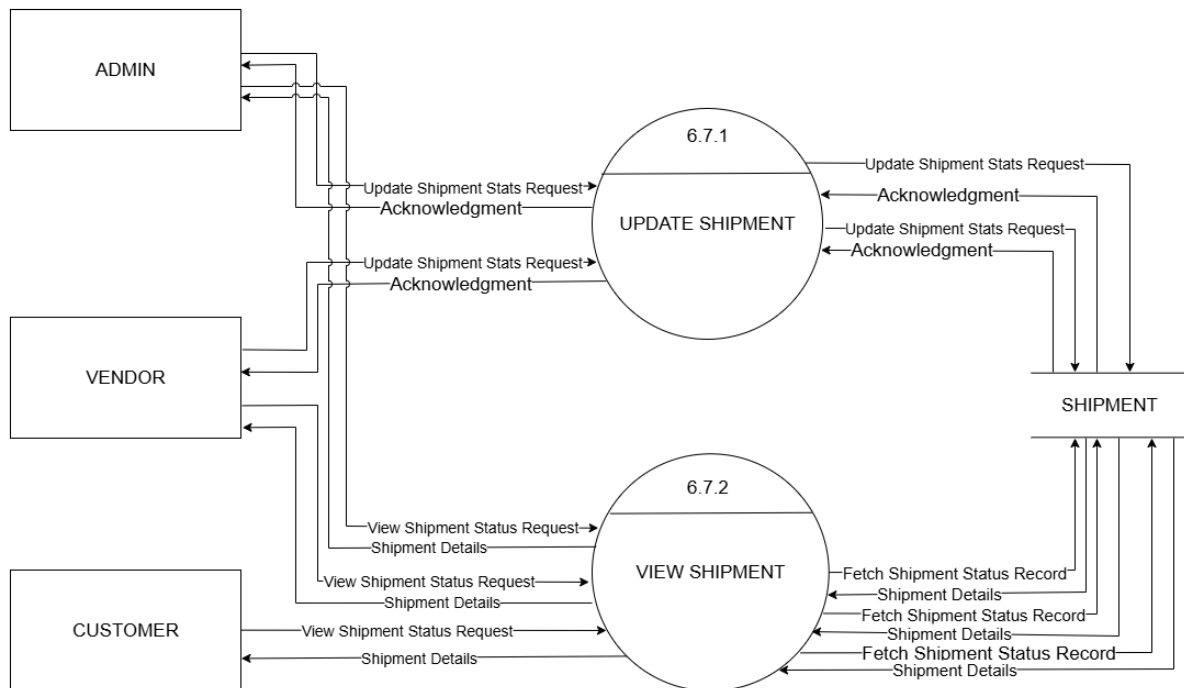 ADMIN
6.7.1
Update Shipment Stats Request
Update Shipment Stats Request
Acknowledgment
Acknowledgment
UPDATE SHIPMENT
Update Shipment Stats Request
Acknowledgment
Update Shipment Stats Request
Acknowledgment
VENDOR
SHIPMENT
6.7.2
View Shipment Status Request
Shipment Details
VIEW SHIPMENT
Fetch Shipment Status Record
View Shipment Status Request
Shipment Details
Shipment Details
Fetch Shipment Status Record
CUSTOMER
View Shipment Status Request
Shipment Details
Fetch Shipment Status Record
Shipment Details
Shipment Details